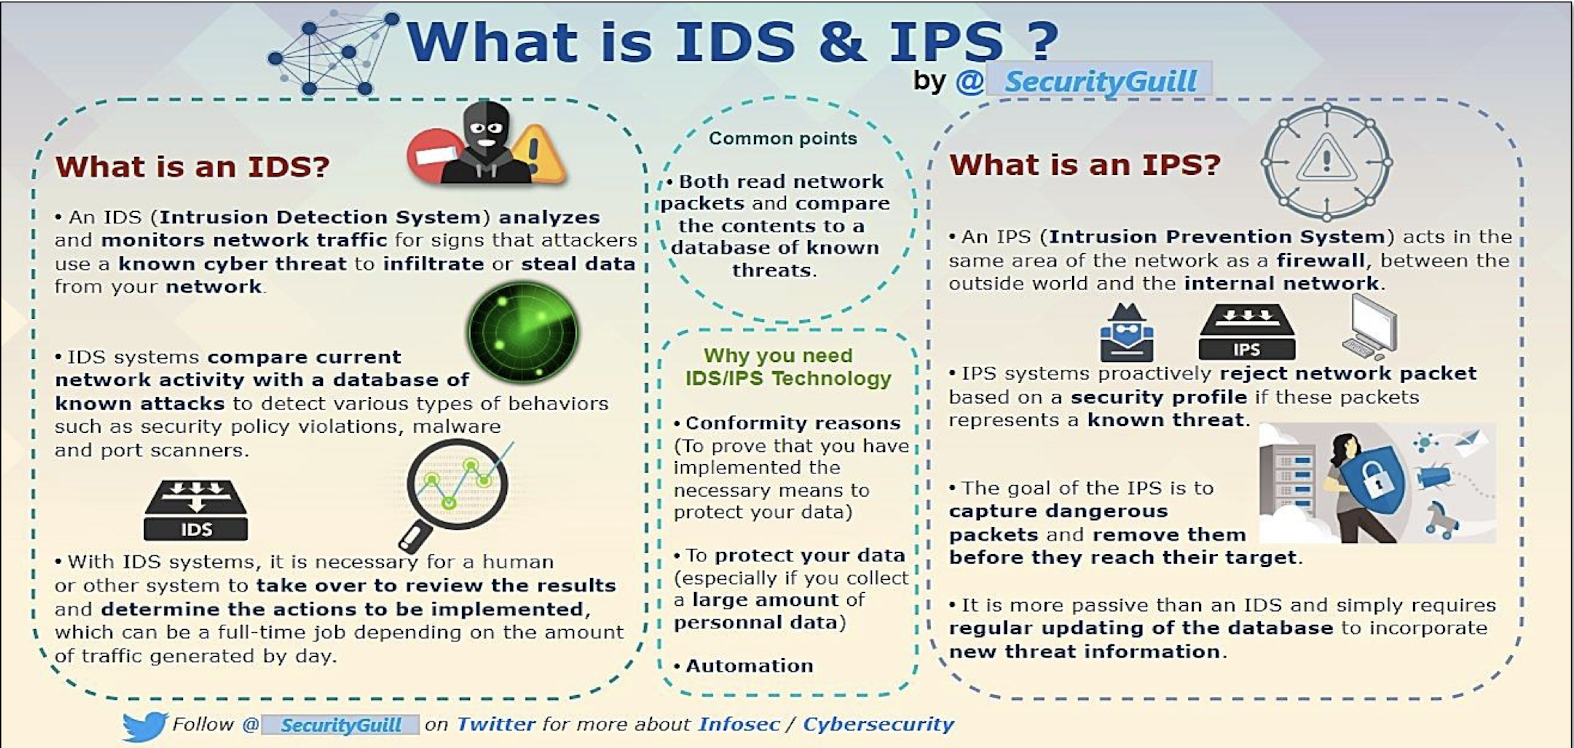 What is IDS & IPS ?
by @ SecurityGuill
What is an IDS?
• An IDS (Intrusion Detection System) analyzes
and monitors network traffic for signs that attackers
use a known cyber threat to infiltrate or steal data
from your network.
• IDS systems compare current
network activity with a database of
known attacks to detect various types of behaviors
such as security policy violations, malware
and port scanners.
IDS
• With IDS systems, it is necessary for a human
or other system to take over to review the results
and determine the actions to be implemented,
which can be a full-time job depending on the amount
of traffic generated by day.
Common points
• Both read network
packets and compare
the contents to a
database of known
threats.
Why you need
IDS/IPS Technology
• Conformity reasons
(To prove that you have
implemented the
necessary means to
protect your data)
• To protect your data
(especially if you collect
a large amount of
personnal data)
• Automation
What is an IPS?
• An IPS (Intrusion Prevention System) acts in the
same area of the network as a firewall, between the
outside world and the internal network.
IPS
• IPS systems proactively reject network packet
based on a security profile if these packets
represents a known threat.
• The goal of the IPS is to
capture dangerous
packets and remove them
before they reach their target.
• It is more passive than an IDS and simply requires
regular updating of the database to incorporate
new threat information.
Follow @ SecurityGuill on Twitter for more about Infosec / Cybersecurity